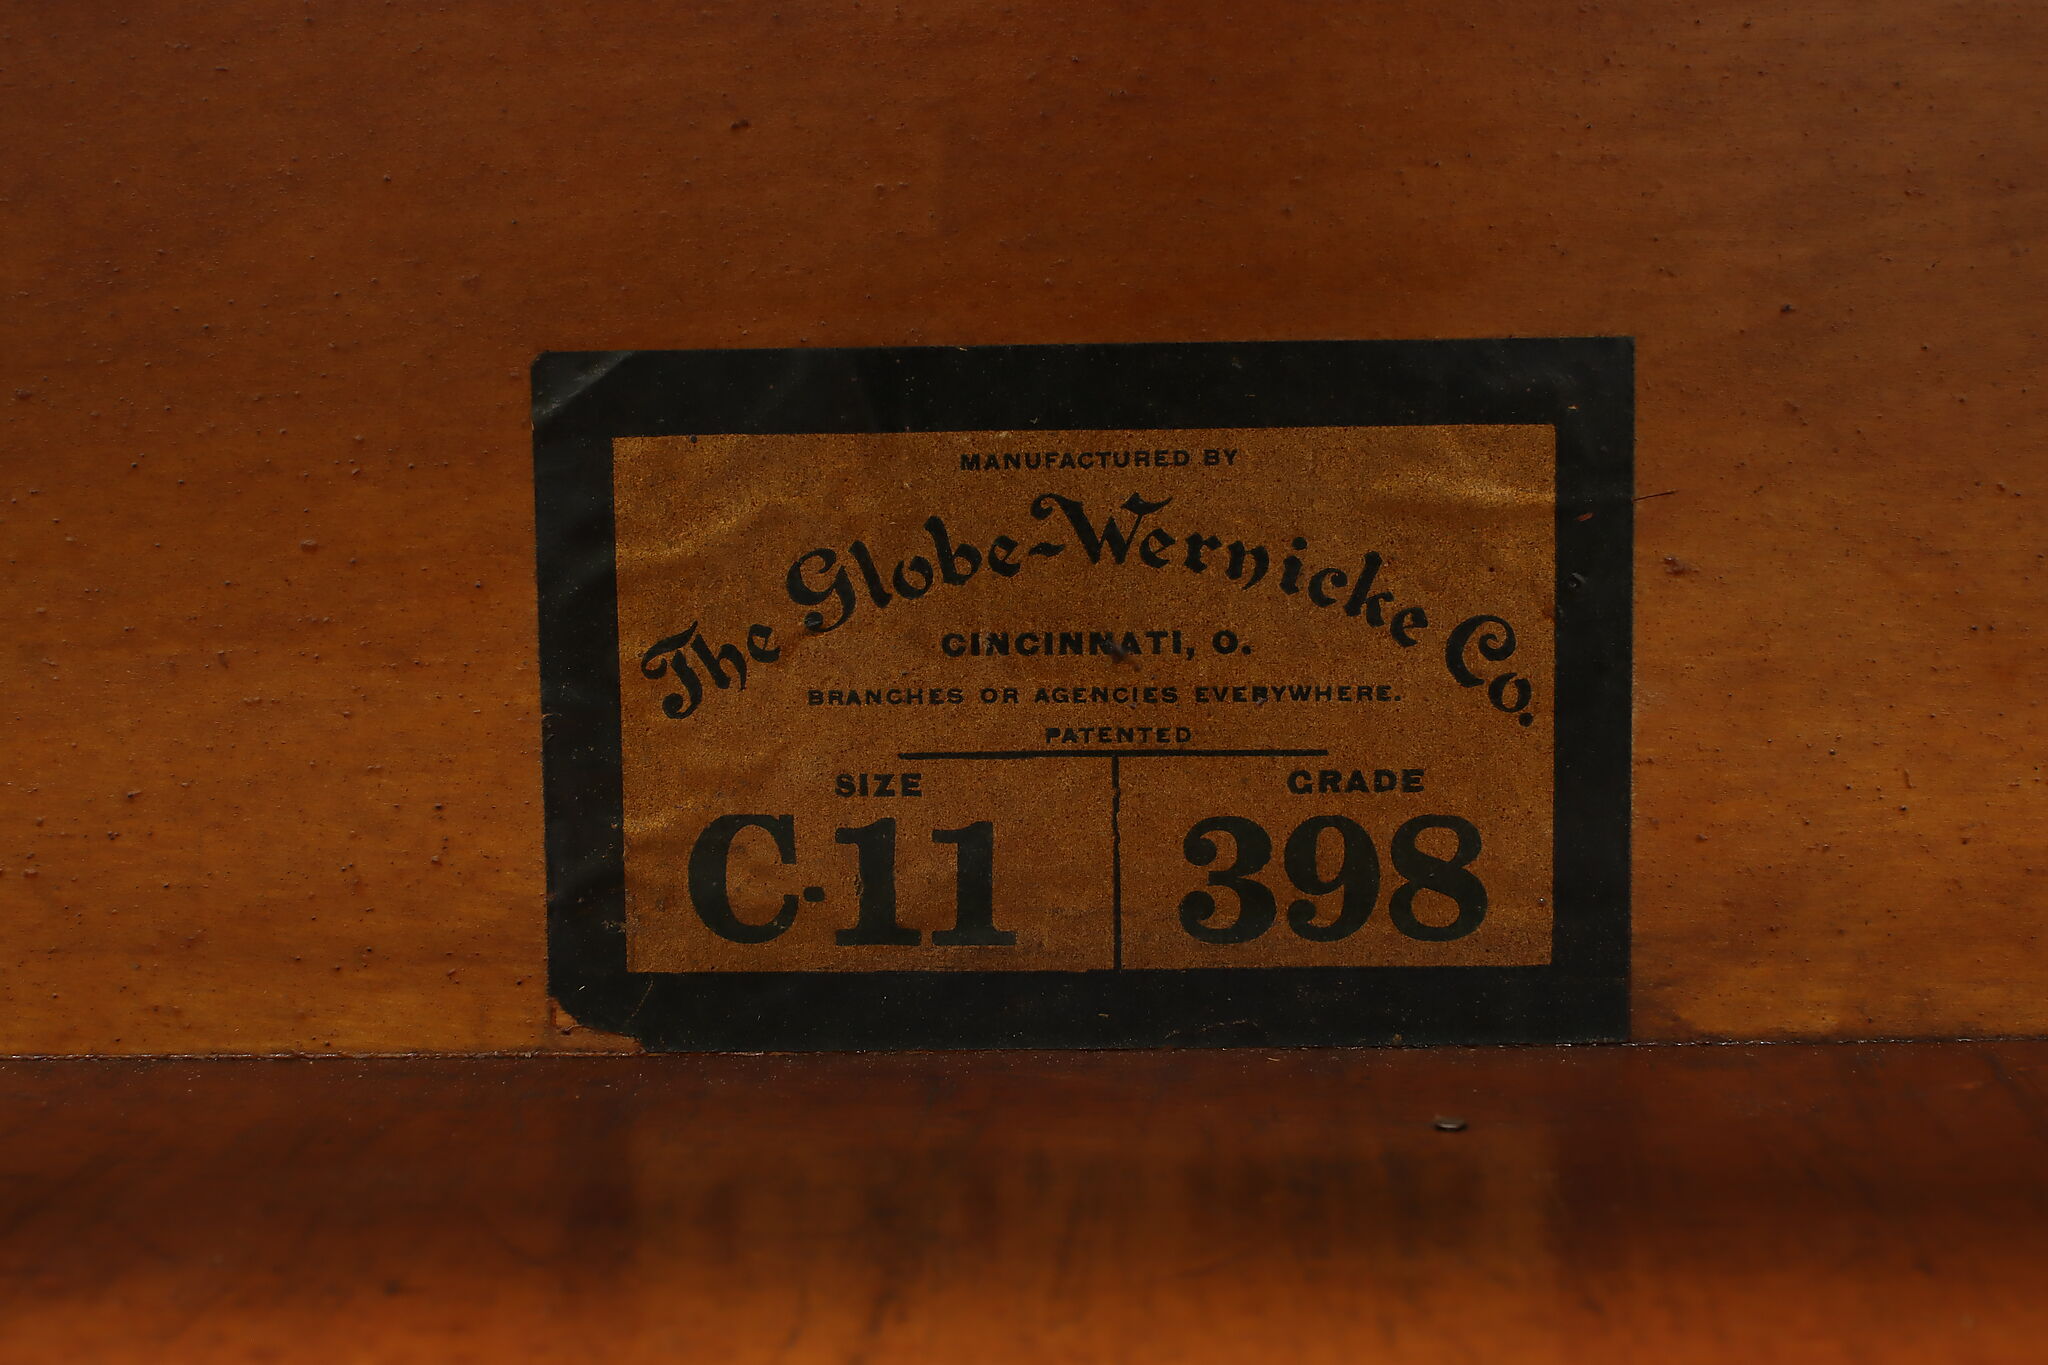 MANUFACTURED BY
The Globe-Wernicke Co.
CINCINNATI, O.
BRANCHES OR AGENCIES EVERYWHERE.
PATENTED
SIZE GRADE
C-11 398